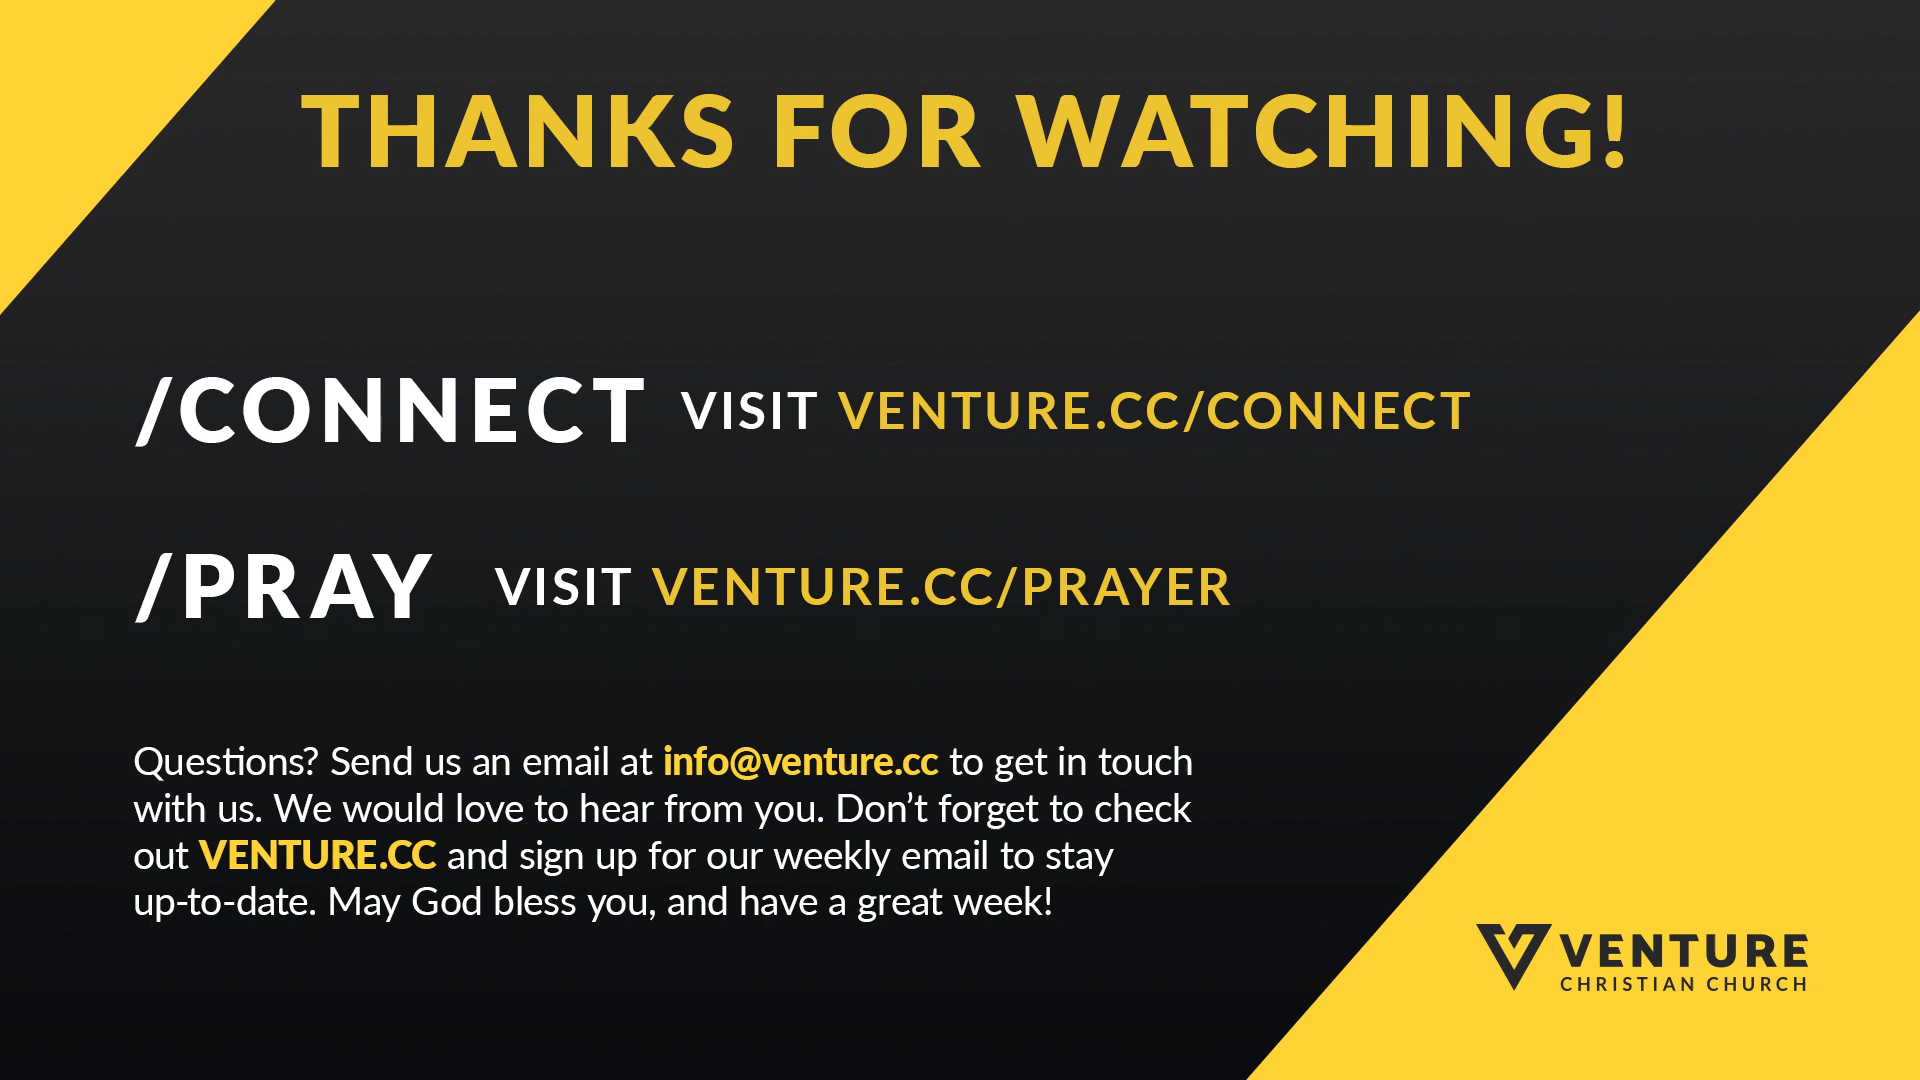 THANKS FOR WATCHING!
/CONNECT VISIT VENTURE.CC/CONNECT
/PRAY VISIT VENTURE.CC/PRAYER
Questions? Send us an email at info@venture.cc to get in touch
with us. We would love to hear from you. Don’t forget to check
out VENTURE.CC and sign up for our weekly email to stay
up-to-date. May God bless you, and have a great week!
VENTURE
CHRISTIAN CHURCH